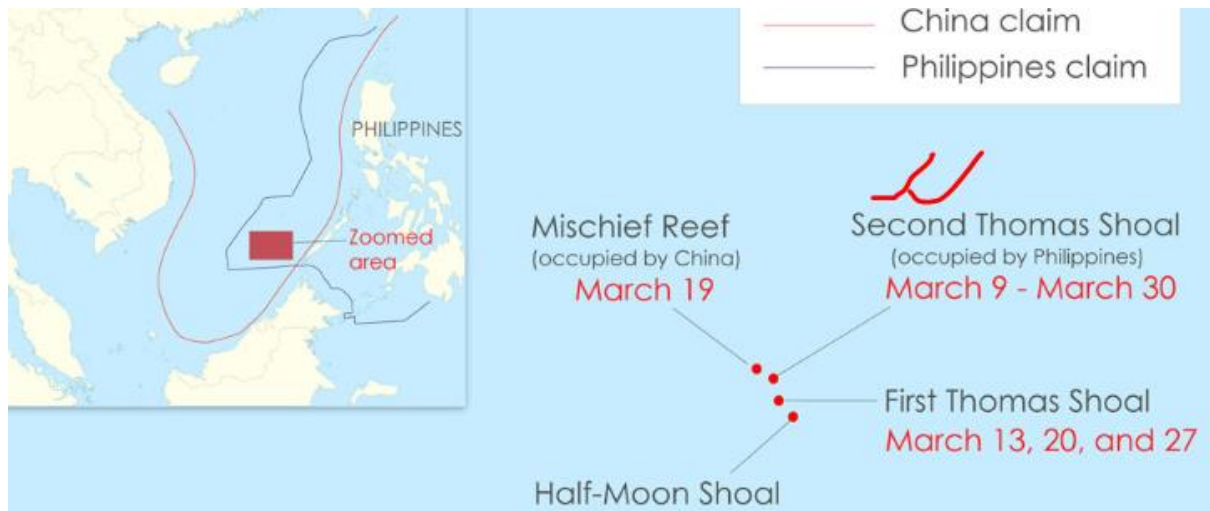 China claim
Philippines claim
PHILIPPINES
Zoomed
area
Mischief Reef
(occupied by China)
March 19
Second Thomas Shoal
(occupied by Philippines)
March 9 - March 30
First Thomas Shoal
March 13, 20, and 27
Half-Moon Shoal